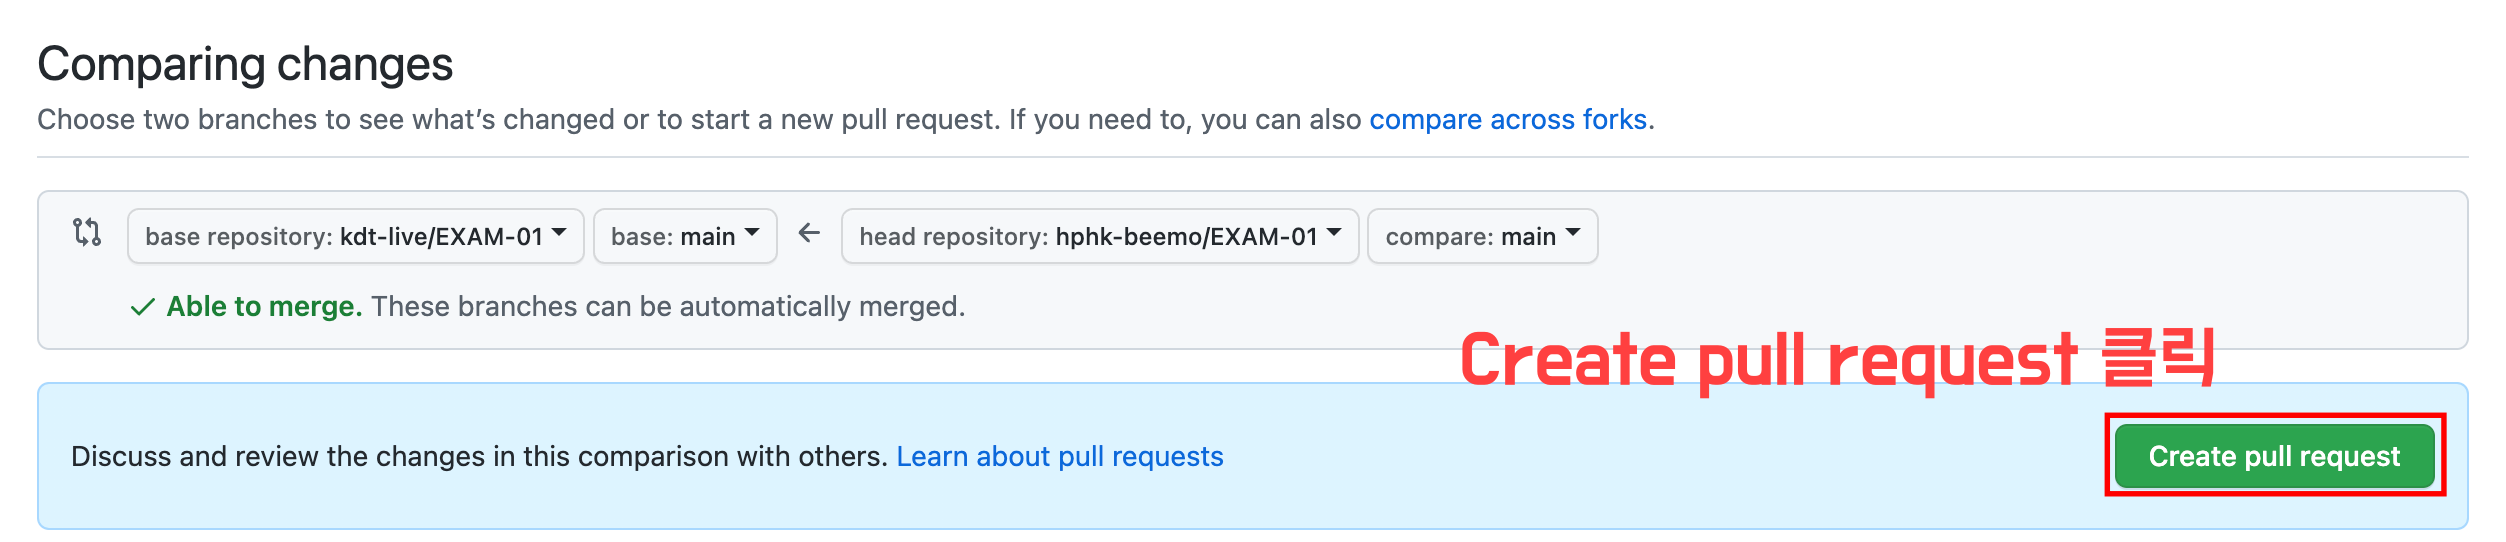 Comparing changes
Choose two branches to see what's changed or to start a new pull request. If you need to, you can also compare across forks.
base repository: kdt-live/EXAM-01 base: main head repository: hphk-beemo/EXAM-01 compare: main
Able to merge. These branches can be automatically merged.
Create pull request 클릭
Discuss and review the changes in this comparison with others. Learn about pull requests
Create pull request